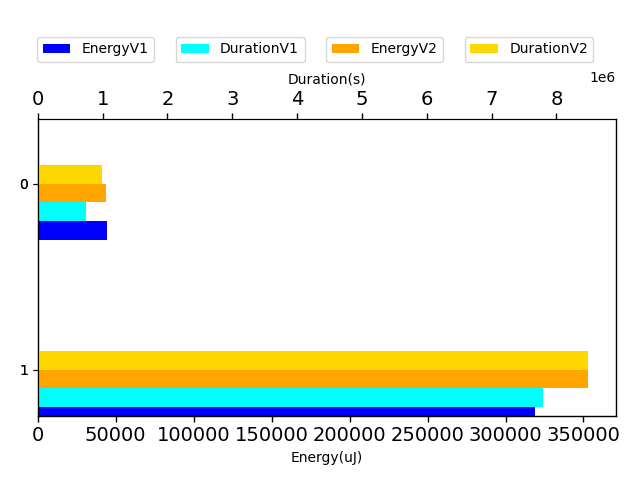 EnergyV1 DurationV1 EnergyV2 DurationV2
Duration(s) 1e6
0 1 2 3 4 5 6 7 8
0
1
0 50000 100000 150000 200000 250000 300000 350000
Energy(uJ)